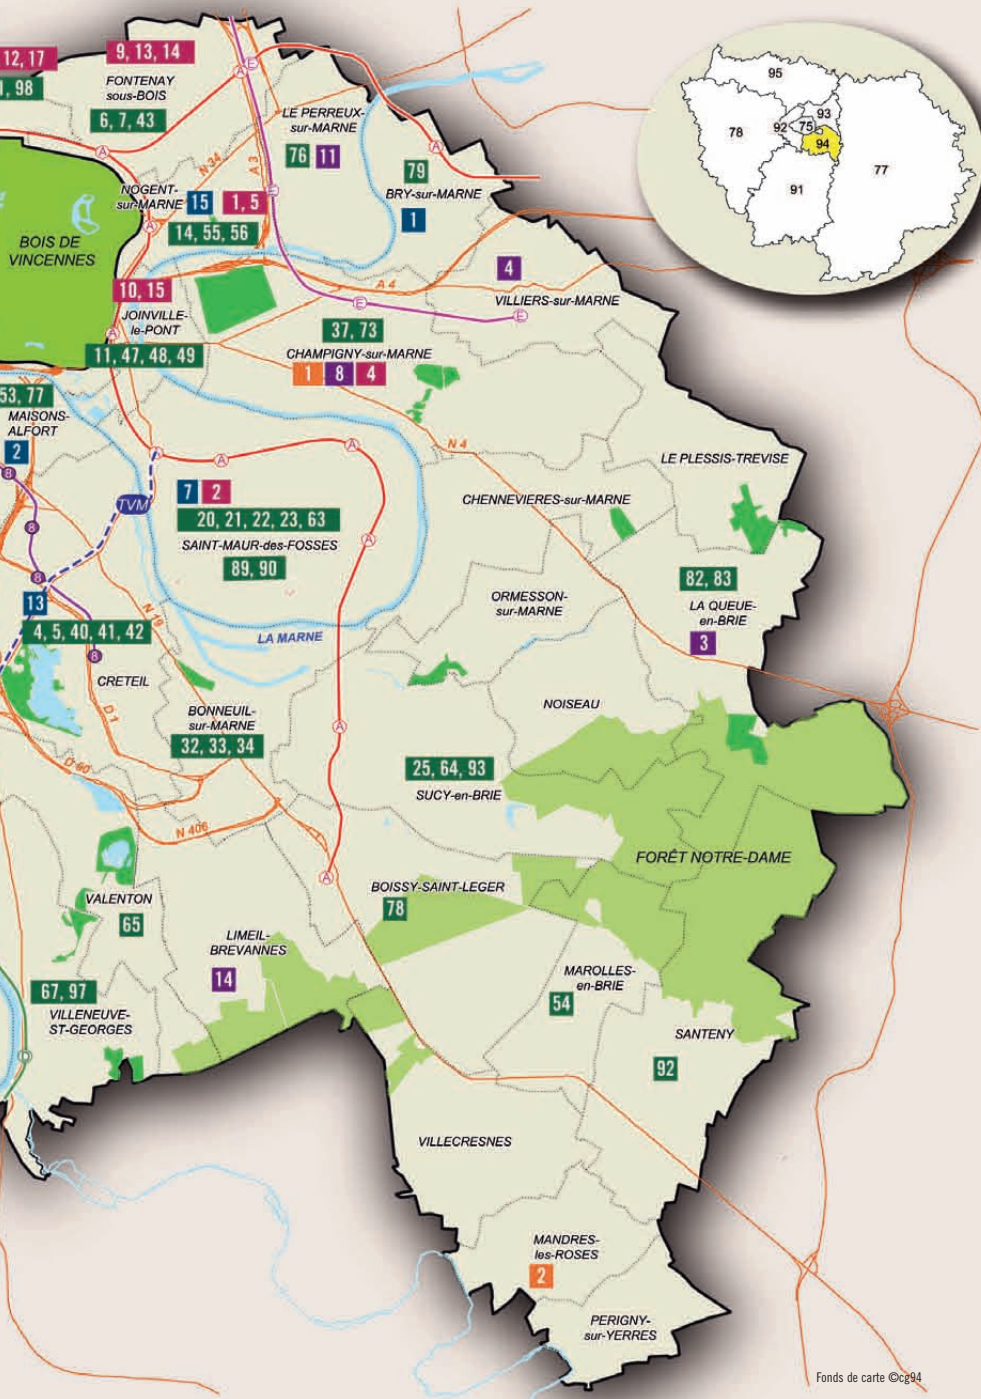 12, 17
9, 13, 14
98
FONTENAY
sous-BOIS
6, 7, 43
LE PERREUX-
sur-MARNE
76
11
79
BRY-sur-MARNE
1
N 34
A 3
NOGENT-
sur-MARNE
15
1, 5
14, 55, 56
BOIS DE
VINCENNES
95
93
92
75
78
94
77
91
4
VILLIERS-sur-MARNE
A 4
10, 15
JOINVILLE-
le-PONT
11, 47, 48, 49
37, 73
CHAMPIGNY-sur-MARNE
1
8
4
53, 77
MAISONS-
ALFORT
2
N 4
LE PLESSIS-TREVISE
CHENNEVIERES-sur-MARNE
TVM
7
2
20, 21, 22, 23, 63
SAINT-MAUR-des-FOSSES
89, 90
A
A
A
A
A
A
A
A
A
A
A
E
E
E
E
8
8
8
8
D
82, 83
LA QUEUE-
en-BRIE
3
ORMESSON-
sur-MARNE
13
4, 5, 40, 41, 42
N 19
LA MARNE
CRETEIL
D 1
NOISEAU
BONNEUIL-
sur-MARNE
32, 33, 34
D 60
25, 64, 93
SUCY-en-BRIE
N 406
FORÊT NOTRE-DAME
BOISSY-SAINT-LEGER
78
VALENTON
65
LIMEIL-
BREVANNES
14
MAROLLES-
en-BRIE
54
67, 97
VILLENEUVE-
ST-GEORGES
SANTENY
92
VILLECRESNES
MANDRES-
les-ROSES
2
PERIGNY-
sur-YERRES
Fonds de carte ©cg94